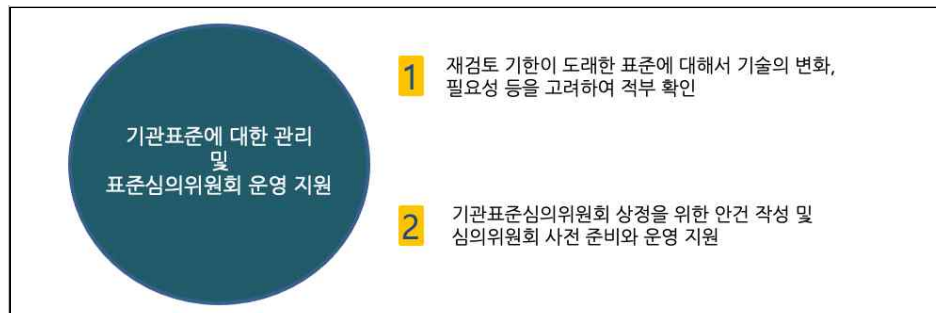 기관표준에 대한 관리
및
표준심의위원회 운영 지원
1
재검토 기한이 도래한 표준에 대해서 기술의 변화,
필요성 등을 고려하여 적부 확인
2
기관표준심의위원회 상정을 위한 안건 작성 및
심의위원회 사전 준비와 운영 지원